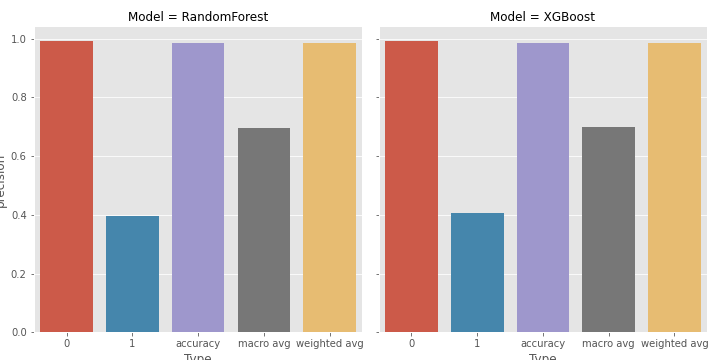 Model = RandomForest
Model = XGBoost
1.0
0.8
0.6
0.4
0.2
0.0
precision
0 1 accuracy macro avg weighted avg
0 1 accuracy macro avg weighted avg
Type
Type